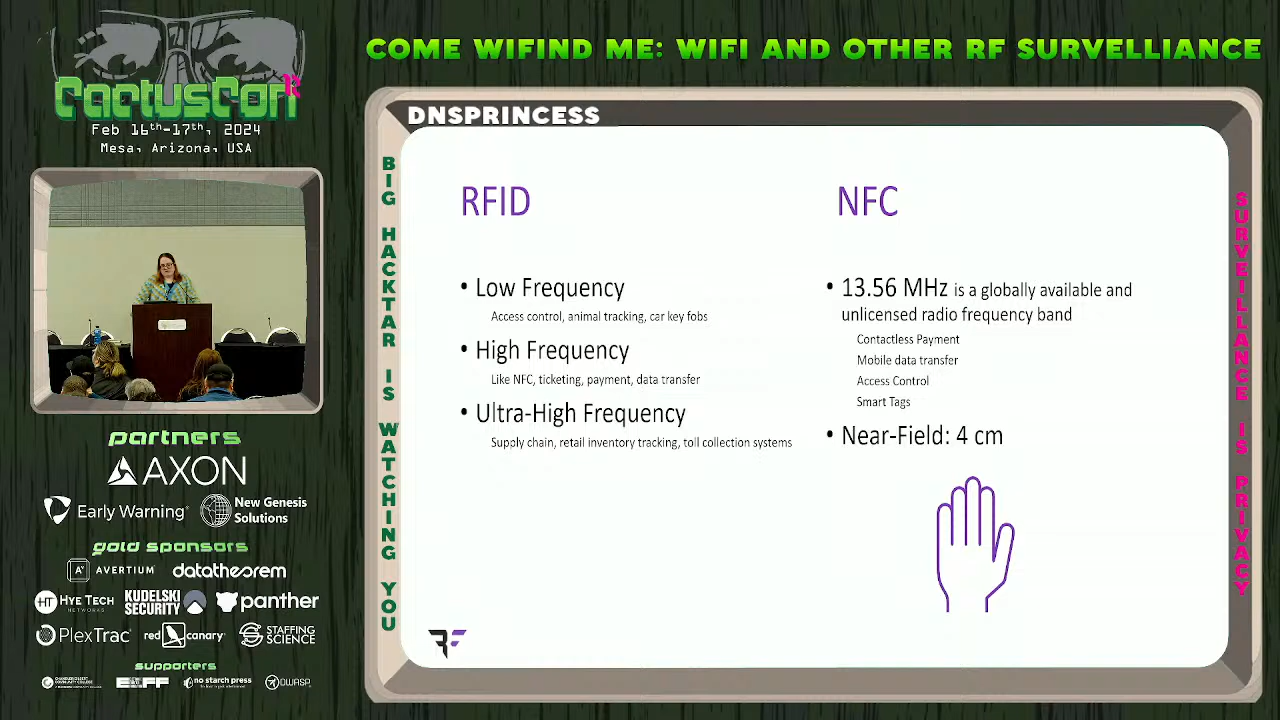 COME WIFIND ME: WIFI AND OTHER RF SURVELLIANCE
CactusCon
Feb 16th-17th, 2024
Mesa, Arizona, USA
DNSPRINCESS
BIG HACKTAR IS WATCHING YOU
RFID
• Low Frequency
Access control, animal tracking, car key fobs
• High Frequency
Like NFC, ticketing, payment, data transfer
• Ultra-High Frequency
Supply chain, retail inventory tracking, toll collection systems
NFC
• 13.56 MHz is a globally available and
unlicensed radio frequency band
Contactless Payment
Mobile data transfer
Access Control
Smart Tags
• Near-Field: 4 cm
RF
SURVEILLANCE IS PRIVACY
partners
AXON
Early Warning
New Genesis
Solutions
gold sponsors
AVERTIUM
datatheorem
HT HYE TECH
NETWORKS
KUDELSKI
SECURITY
panther
PlexTrac
red canary
STAFFING
SCIENCE
supporters
EFF
no starch press
OWASP